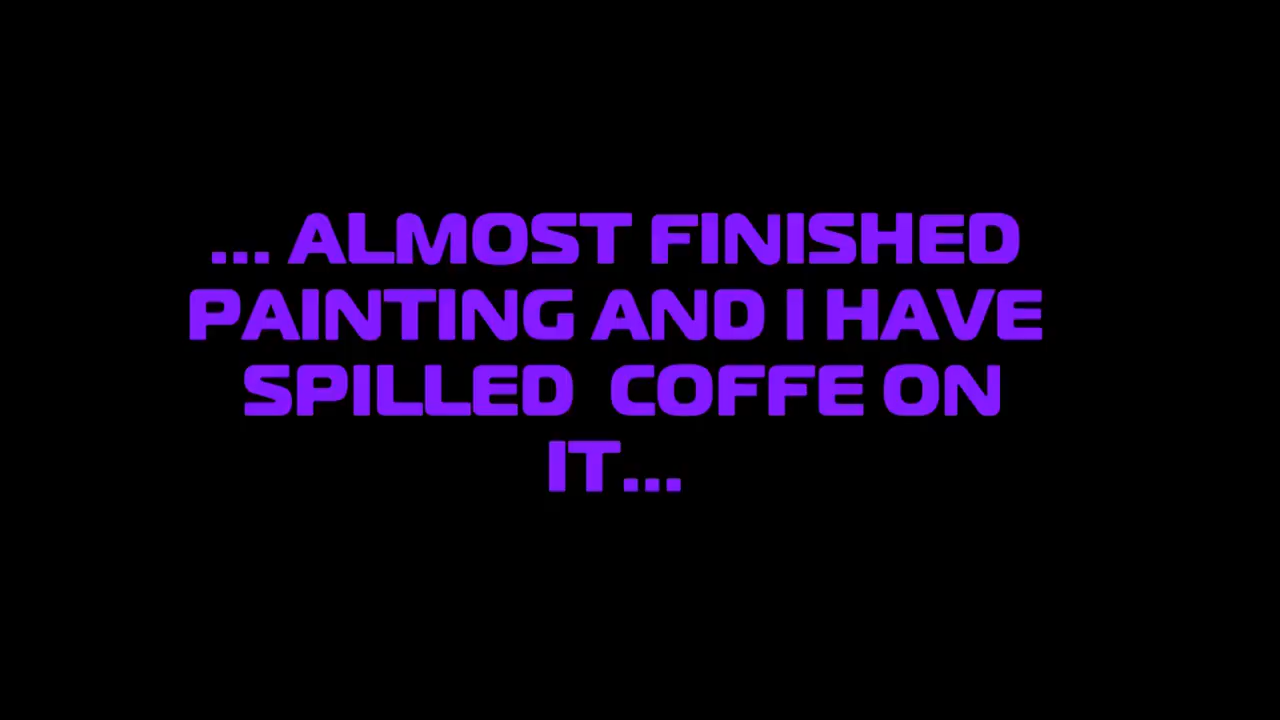 ... ALMOST FINISHED
PAINTING AND I HAVE
SPILLED  COFFE ON
IT...